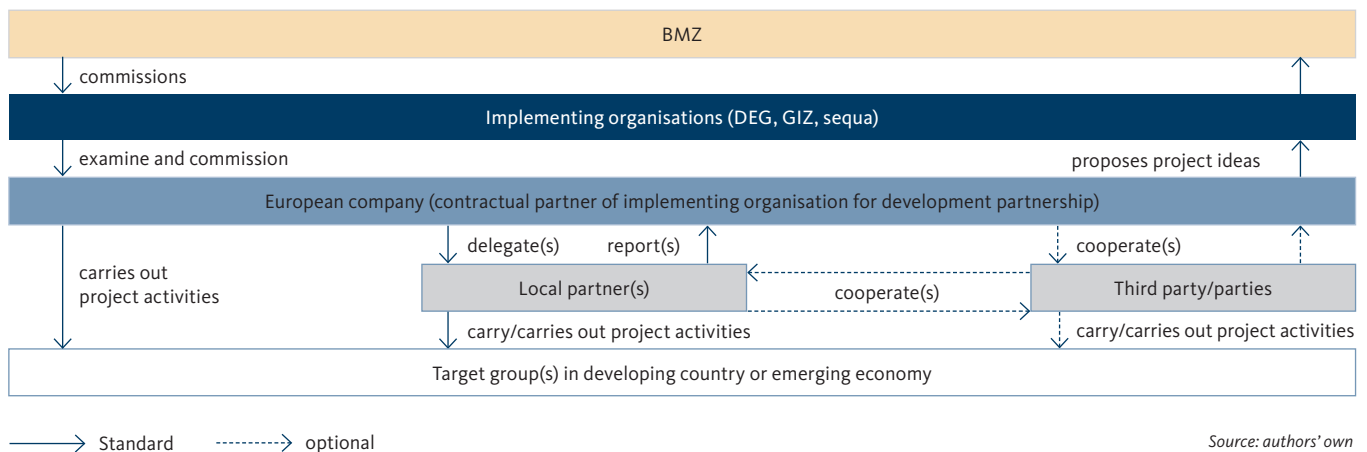 BMZ
commissions
Implementing organisations (DEG, GIZ, sequa)
examine and commission
proposes project ideas
European company (contractual partner of implementing organisation for development partnership)
delegate(s)
report(s)
cooperate(s)
carries out
project activities
Local partner(s)
cooperate(s)
Third party/parties
carry/carries out project activities
carry/carries out project activities
Target group(s) in developing country or emerging economy
Standard
optional
Source: authors' own